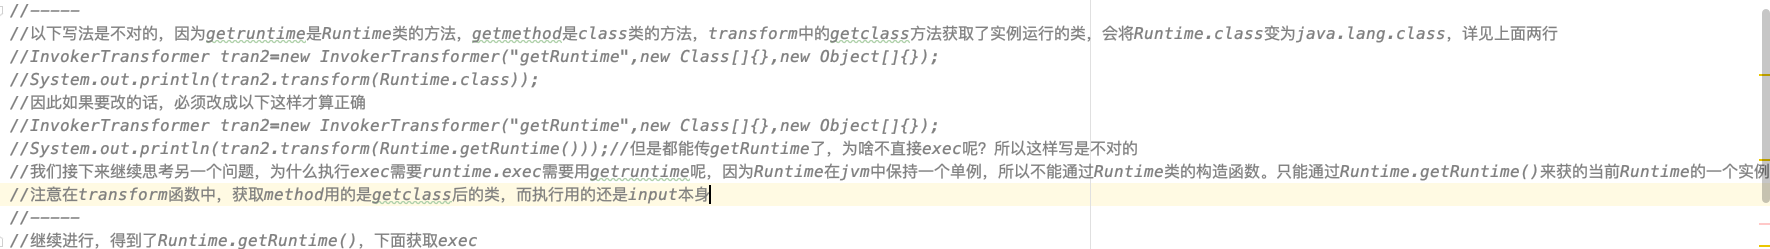 //-----
//以下写法是不对的，因为getruntime是Runtime类的方法，getmethod是class类的方法，transform中的getclass方法获取了实例运行的类，会将Runtime.class变为java.lang.class，详见上面两行
//InvokerTransformer tran2=new InvokerTransformer("getRuntime",new Class[]{},new Object[]{});
//System.out.println(tran2.transform(Runtime.class));
//因此如果要改的话，必须改成以下这样才算正确
//InvokerTransformer tran2=new InvokerTransformer("getRuntime",new Class[]{},new Object[]{});
//System.out.println(tran2.transform(Runtime.getRuntime()));//但是都能传getRuntime了，为啥不直接exec呢？所以这样写是不对的
//我们接下来继续思考另一个问题，为什么执行exec需要runtime.exec需要用getruntime呢，因为Runtime在jvm中保持一个单例，所以不能通过Runtime类的构造函数。只能通过Runtime.getRuntime()来获的当前Runtime的一个实例
//注意在transform函数中，获取method用的是getclass后的类，而执行用的还是input本身
//-----
//继续进行，得到了Runtime.getRuntime()，下面获取exec